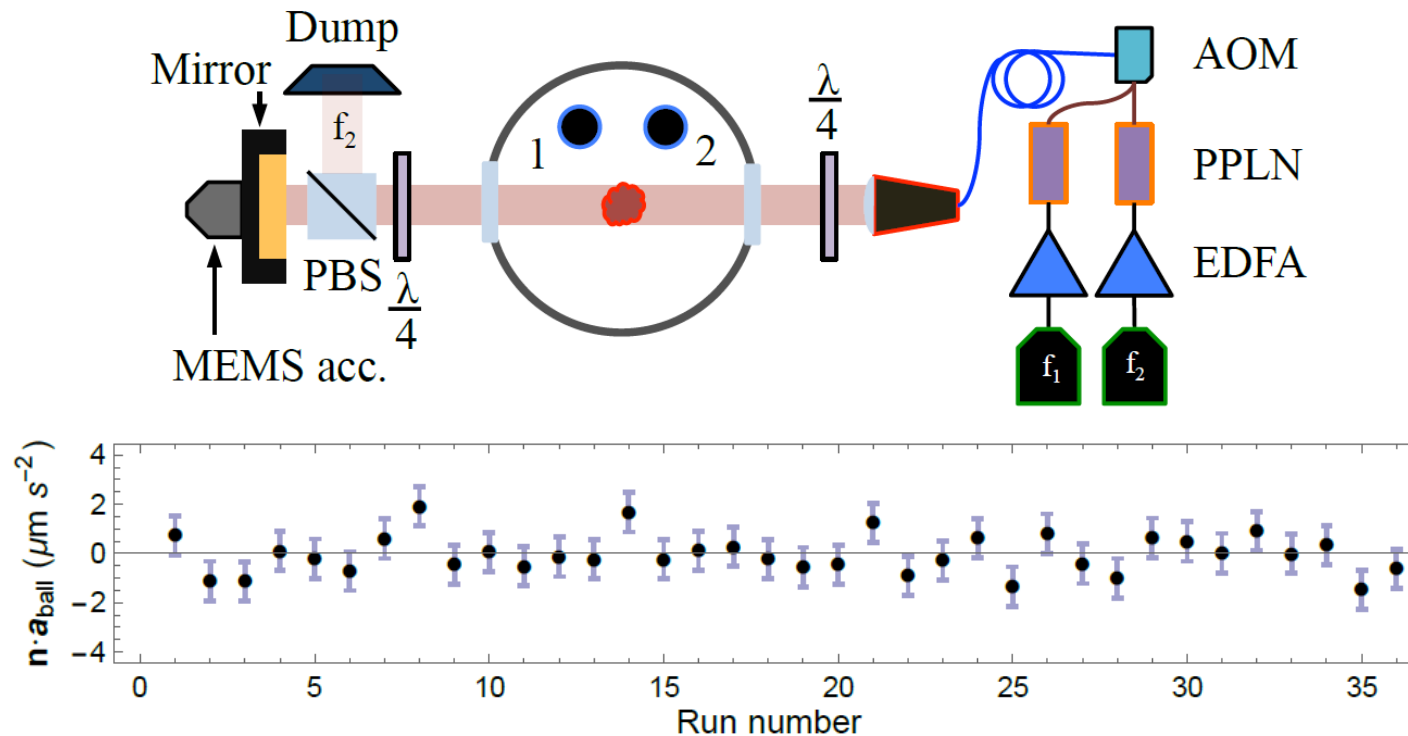 Dump
Mirror
f₂
1
2
λ/4
AOM
PPLN
PBS
λ/4
EDFA
MEMS acc.
f₁
f₂
4
2
0
−2
−4
n·a_ball (μm s⁻²)
0 5 10 15 20 25 30 35
Run number